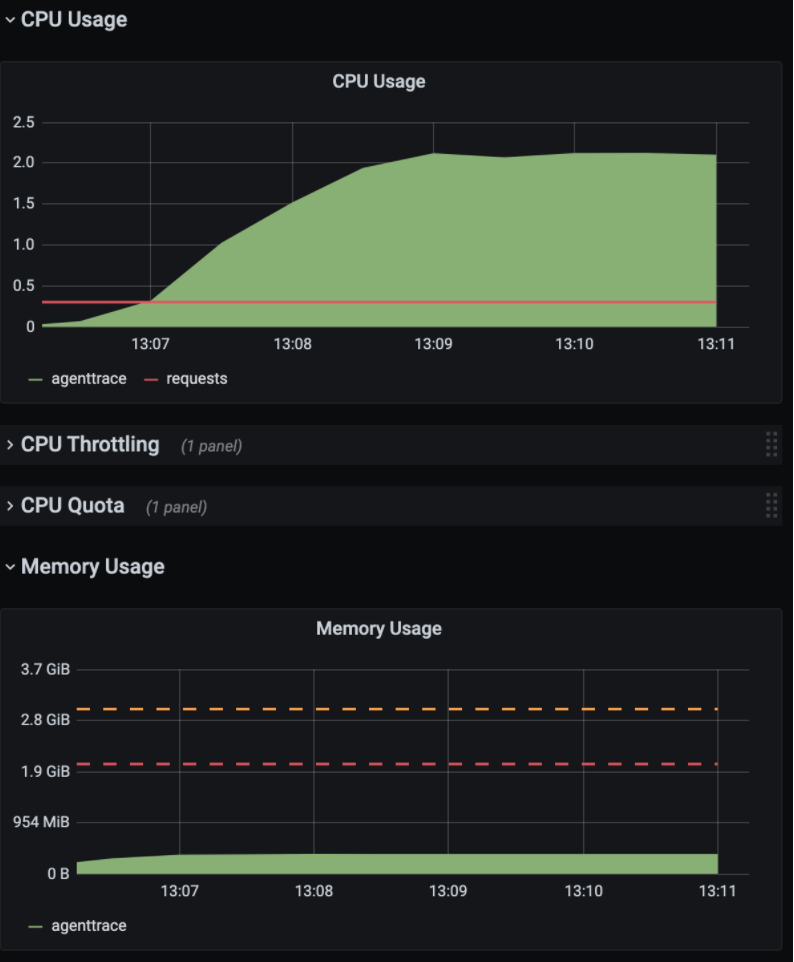 CPU Usage
CPU Usage
2.5
2.0
1.5
1.0
0.5
0
13:07 13:08 13:09 13:10 13:11
agenttrace requests
CPU Throttling (1 panel)
CPU Quota (1 panel)
Memory Usage
Memory Usage
3.7 GiB
2.8 GiB
1.9 GiB
954 MiB
0 B
13:07 13:08 13:09 13:10 13:11
agenttrace